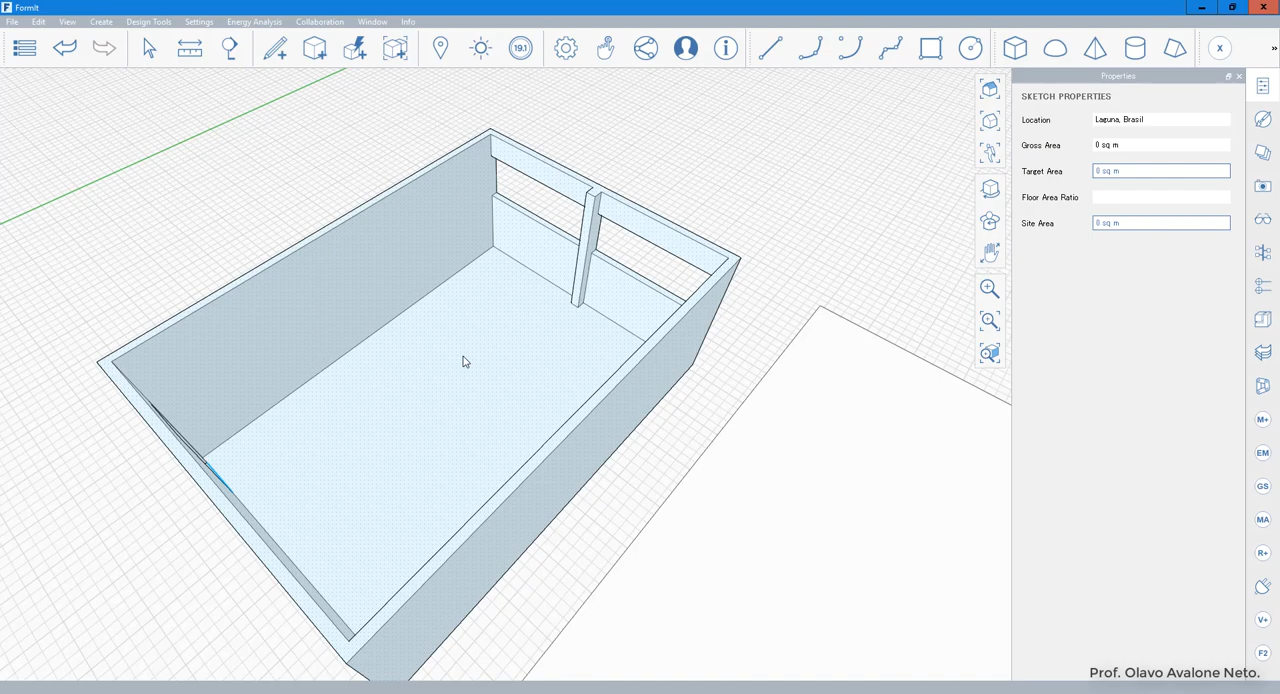 FormIt
File Edit View Create Design Tools Settings Energy Analysis Collaboration Window Info
19.1
X
»
Properties
SKETCH PROPERTIES
Location Laguna, Brasil
Gross Area 0 sq m
Target Area 0 sq m
Floor Area Ratio
Site Area 0 sq m
M+
EM
GS
MA
R+
V+
F2
Prof. Olavo Avalone Neto.